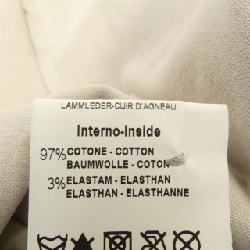 LAMMLEDER-CUIR D'AGNEAU
Interno-Inside
97% COTONE - COTTON
BAUMWOLLE - COTON
3% ELASTAM - ELASTHAN
ELASTHAN - ELASTHANNE